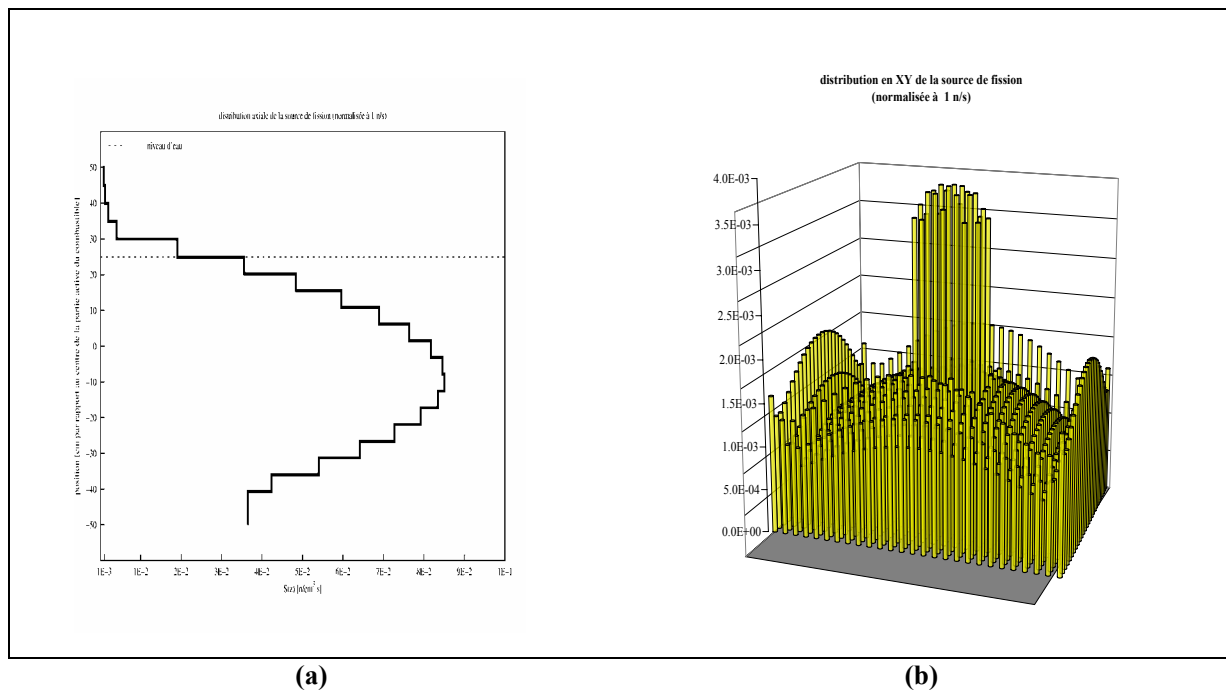 distribution axiale de la source de fission (normalisée à 1 n/s)
niveau d'eau
position [cm par rapport au centre de la partie active du combustible]
50
40
30
20
10
0
-10
-20
-30
-40
-50
1E-3 1E-2 2E-2 3E-2 4E-2 5E-2 6E-2 7E-2 8E-2 9E-2 1E-1
S(z) [n/cm³ s]
(a)
distribution en XY de la source de fission
(normalisée à 1 n/s)
4.0E-03
3.5E-03
3.0E-03
2.5E-03
2.0E-03
1.5E-03
1.0E-03
5.0E-04
0.0E+00
(b)